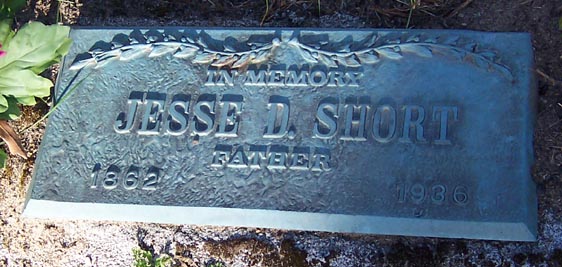 IN MEMORY
JESSE D. SHORT
FATHER
1862 1936